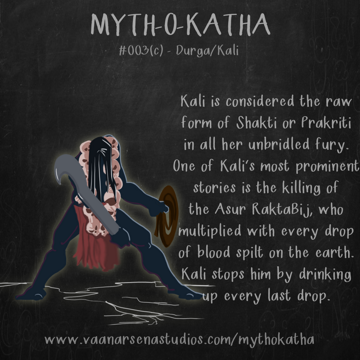 MYTH-O-KATHA
#003(c) - Durga/Kali
Kali is considered the raw
form of Shakti or Prakriti
in all her unbridled fury.
One of Kali's most prominent
stories is the killing of
the Asur RaktaBij, who
multiplied with every drop
of blood spilt on the earth.
Kali stops him by drinking
up every last drop.
www.vaanarsenastudios.com/mythokatha